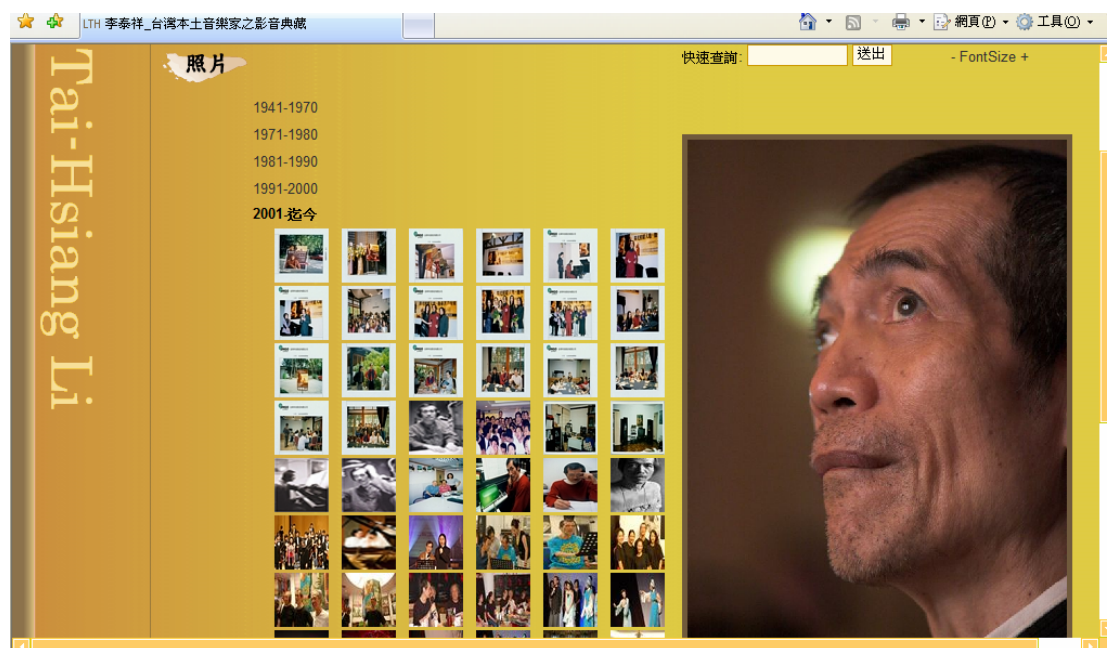 LTH 李泰祥_台灣本土音樂家之影音典藏
網頁(P)
工具(O)
Tai-Hsiang Li
照片
快速查詢:
送出
- FontSize +
1941-1970
1971-1980
1981-1990
1991-2000
2001-迄今